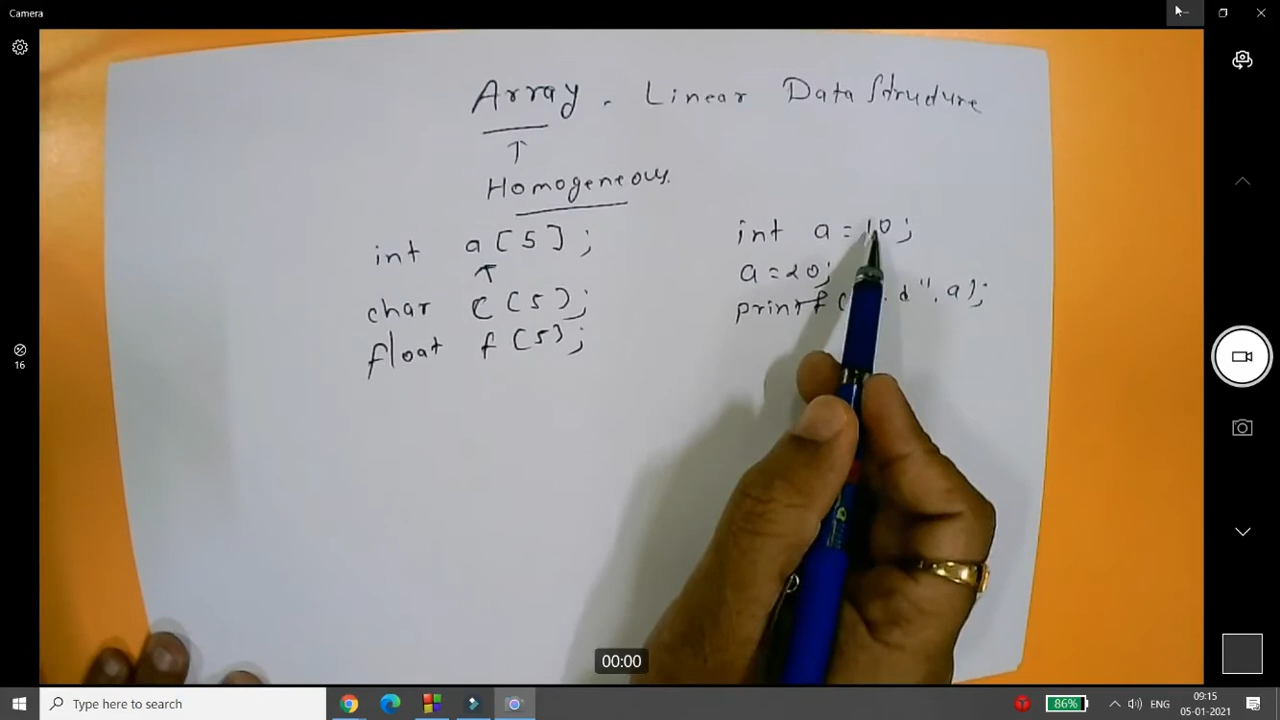 Camera
Array . Linear Data Structure
Homogeneous.
int a[5];
char c[5];
float f[5];
int a=10;
a=20;
printf( d", a);
16
00:00
Type here to search
86%
ENG
09:15
05-01-2021